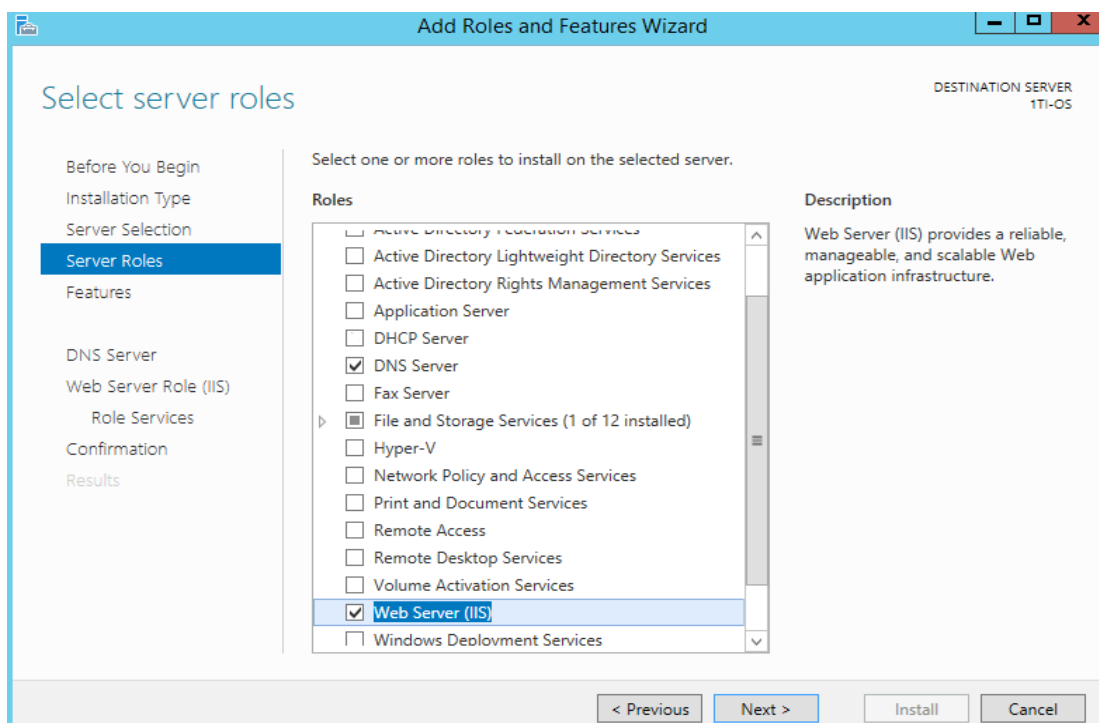 Add Roles and Features Wizard
Select server roles
DESTINATION SERVER
1TI-OS
Before You Begin
Installation Type
Server Selection
Server Roles
Features
DNS Server
Web Server Role (IIS)
Role Services
Confirmation
Results
Select one or more roles to install on the selected server.
Roles
Active Directory Federation Services
Active Directory Lightweight Directory Services
Active Directory Rights Management Services
Application Server
DHCP Server
DNS Server
Fax Server
File and Storage Services (1 of 12 installed)
Hyper-V
Network Policy and Access Services
Print and Document Services
Remote Access
Remote Desktop Services
Volume Activation Services
Web Server (IIS)
Windows Deployment Services
Description
Web Server (IIS) provides a reliable,
manageable, and scalable Web
application infrastructure.
< Previous
Next >
Install
Cancel